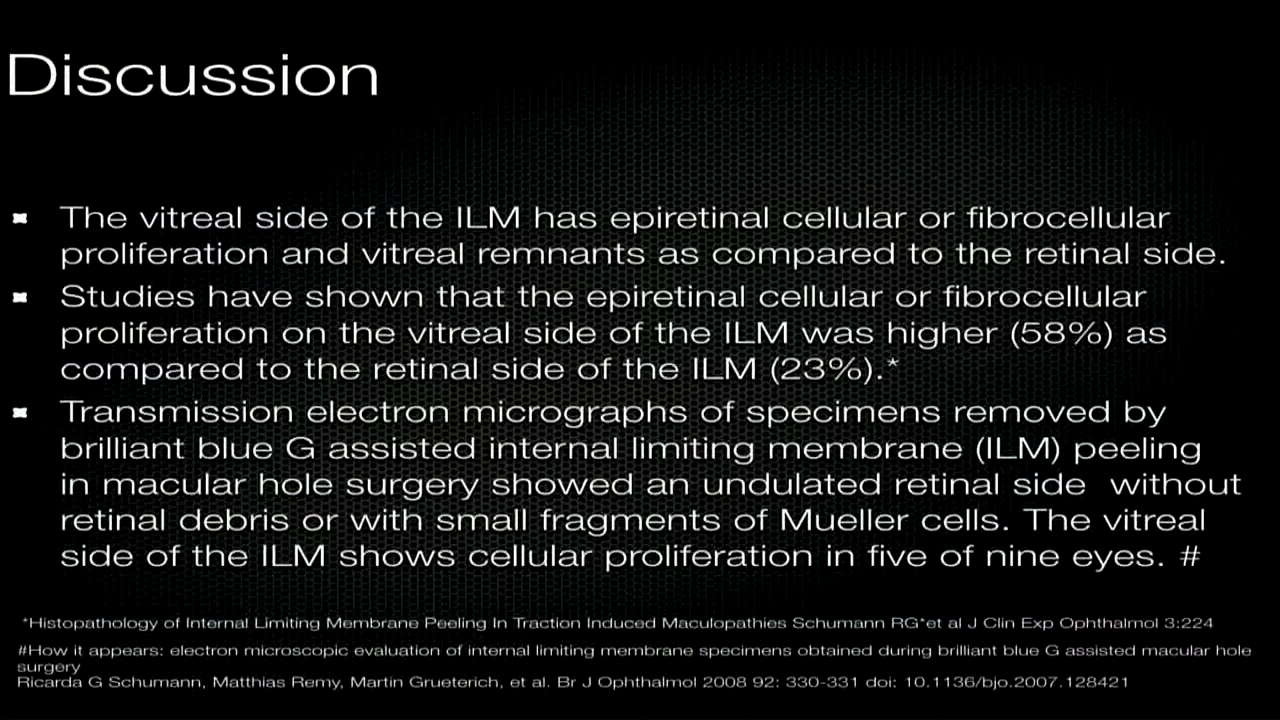 Discussion
The vitreal side of the ILM has epiretinal cellular or fibrocellular
proliferation and vitreal remnants as compared to the retinal side.
Studies have shown that the epiretinal cellular or fibrocellular
proliferation on the vitreal side of the ILM was higher (58%) as
compared to the retinal side of the ILM (23%).*
Transmission electron micrographs of specimens removed by
brilliant blue G assisted internal limiting membrane (ILM) peeling
in macular hole surgery showed an undulated retinal side without
retinal debris or with small fragments of Mueller cells. The vitreal
side of the ILM shows cellular proliferation in five of nine eyes. #
*Histopathology of Internal Limiting Membrane Peeling In Traction Induced Maculopathies Schumann RG*et al J Clin Exp Ophthalmol 3:224
#How it appears: electron microscopic evaluation of internal limiting membrane specimens obtained during brilliant blue G assisted macular hole
surgery
Ricarda G Schumann, Matthias Remy, Martin Grueterich, et al. Br J Ophthalmol 2008 92: 330-331 doi: 10.1136/bjo.2007.128421